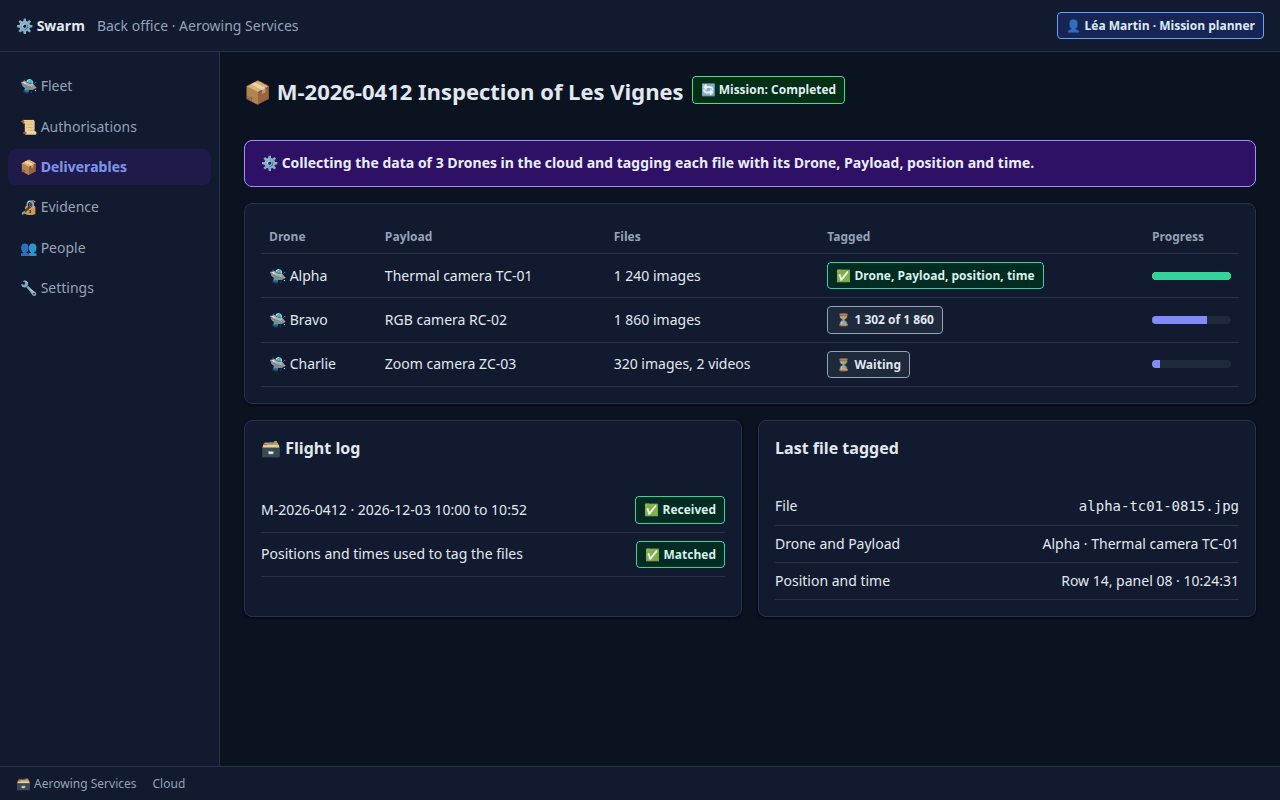 Swarm Back office · Aerowing Services
Léa Martin · Mission planner
Fleet
Authorisations
Deliverables
Evidence
People
Settings
M-2026-0412 Inspection of Les Vignes
Mission: Completed
Collecting the data of 3 Drones in the cloud and tagging each file with its Drone, Payload, position and time.
Drone Payload Files Tagged Progress
Alpha Thermal camera TC-01 1 240 images Drone, Payload, position, time
Bravo RGB camera RC-02 1 860 images 1 302 of 1 860
Charlie Zoom camera ZC-03 320 images, 2 videos Waiting
Flight log
M-2026-0412 · 2026-12-03 10:00 to 10:52 Received
Positions and times used to tag the files Matched
Last file tagged
File alpha-tc01-0815.jpg
Drone and Payload Alpha · Thermal camera TC-01
Position and time Row 14, panel 08 · 10:24:31
Aerowing Services Cloud